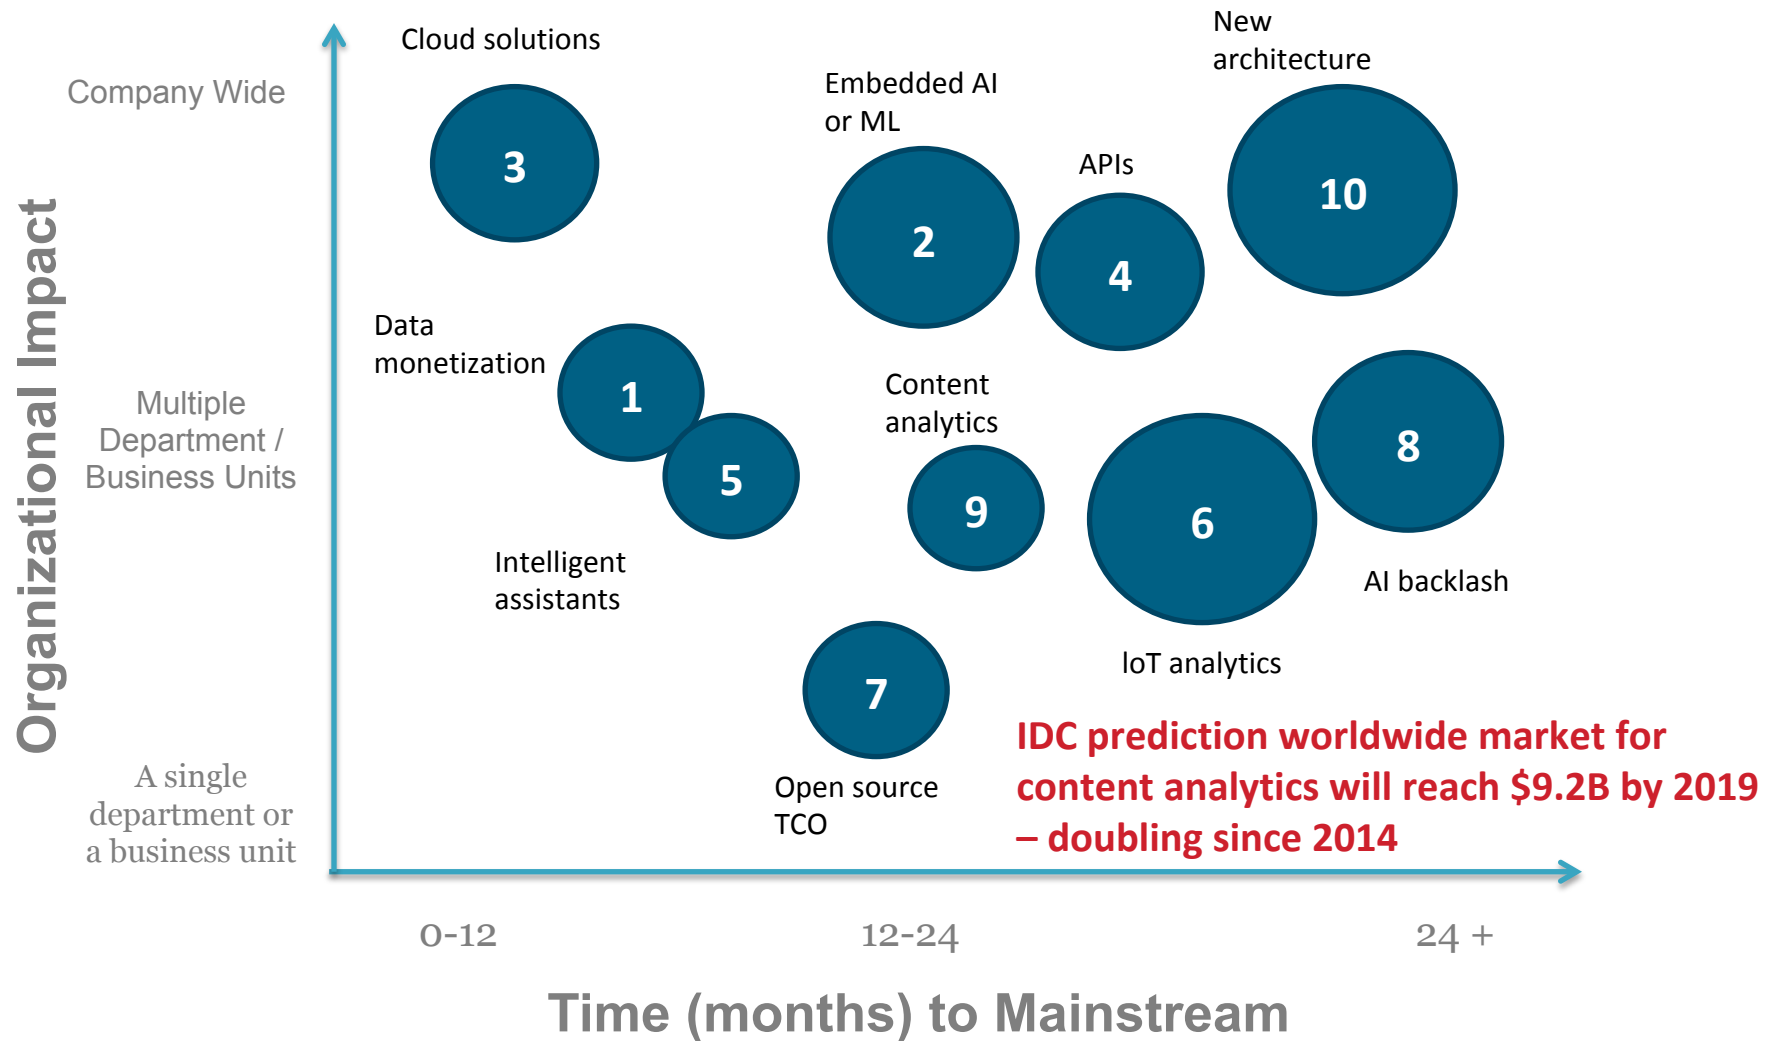 New
architecture
Cloud solutions
Company Wide
Embedded AI
or ML
APIs
3
10
2
4
Organizational Impact
Data
monetization
1
Multiple
Department /
Business Units
Content
analytics
8
5
9
6
Intelligent
assistants
AI backlash
IoT analytics
7
IDC prediction worldwide market for
content analytics will reach $9.2B by 2019
– doubling since 2014
A single
department or
a business unit
Open source
TCO
0-12
12-24
24 +
Time (months) to Mainstream